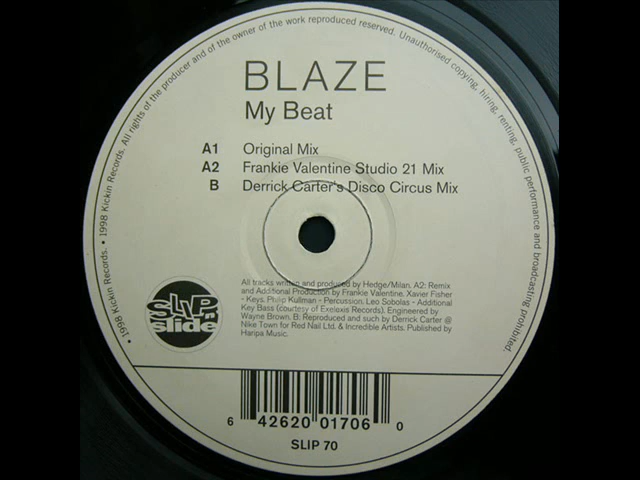 • 1998 Kickin Records. All rights of the producer and of the owner of the work reproduced reserved. Unauthorised copying, hiring, renting, public performance and broadcasting prohibited.
• 1998 Kickin Records.
BLAZE
My Beat
A1 Original Mix
A2 Frankie Valentine Studio 21 Mix
B Derrick Carter's Disco Circus Mix
SLIP
n
slide
All tracks written and produced by Hedge/Milan. A2: Remix
and Additional Production by Frankie Valentine. Xavier Fisher
- Keys. Philip Kullman - Percussion. Leo Sobolas - Additional
Key Bass (courtesy of Exeloxis Records). Engineered by
Wayne Brown. B: Reproduced and such by Derrick Carter @
Nike Town for Red Nail Ltd. & Incredible Artists. Published by
Haripa Music.
6 42620 01706 0
SLIP 70